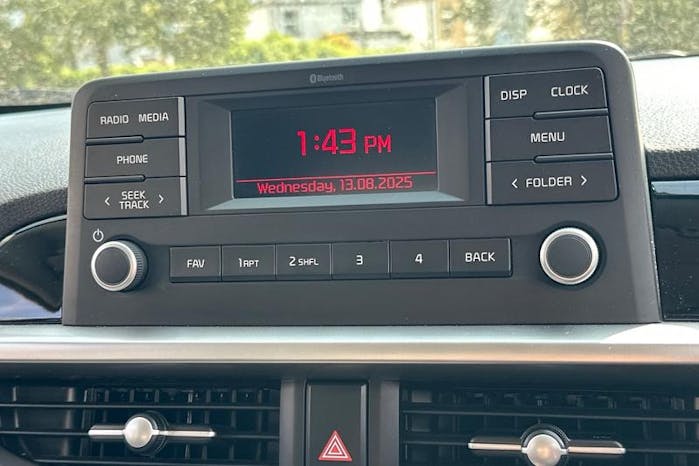 Bluetooth
RADIO MEDIA
PHONE
< SEEK TRACK >
1:43 PM
Wednesday, 13.08.2025
DISP CLOCK
MENU
< FOLDER >
FAV
1 RPT
2 SHFL
3
4
BACK